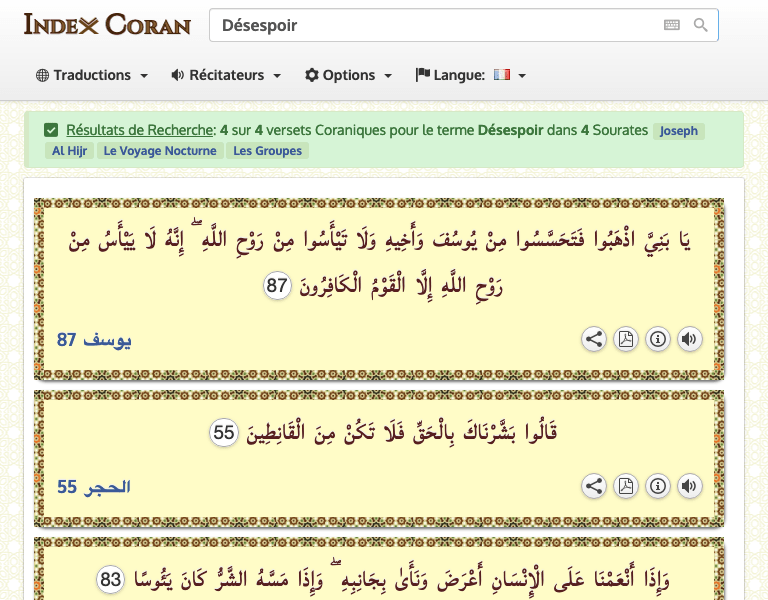 INDEX CORAN
Désespoir
Traductions
Récitateurs
Options
Langue:
Résultats de Recherche: 4 sur 4 versets Coraniques pour le terme Désespoir dans 4 Sourates Joseph
Al Hijr Le Voyage Nocturne Les Groupes
يَا بَنِيَّ اذْهَبُوا فَتَحَسَّسُوا مِنْ يُوسُفَ وَأَخِيهِ وَلَا تَيْأَسُوا مِنْ رَوْحِ اللَّهِ ۖ إِنَّهُ لَا يَيْأَسُ مِنْ
رَوْحِ اللَّهِ إِلَّا الْقَوْمُ الْكَافِرُونَ 87
يوسف 87
قَالُوا بَشَّرْنَاكَ بِالْحَقِّ فَلَا تَكُنْ مِنَ الْقَانِطِينَ 55
الحجر 55
وَإِذَا أَنْعَمْنَا عَلَى الْإِنْسَانِ أَعْرَضَ وَنَأَىٰ بِجَانِبِهِ ۖ وَإِذَا مَسَّهُ الشَّرُّ كَانَ يَئُوسًا 83